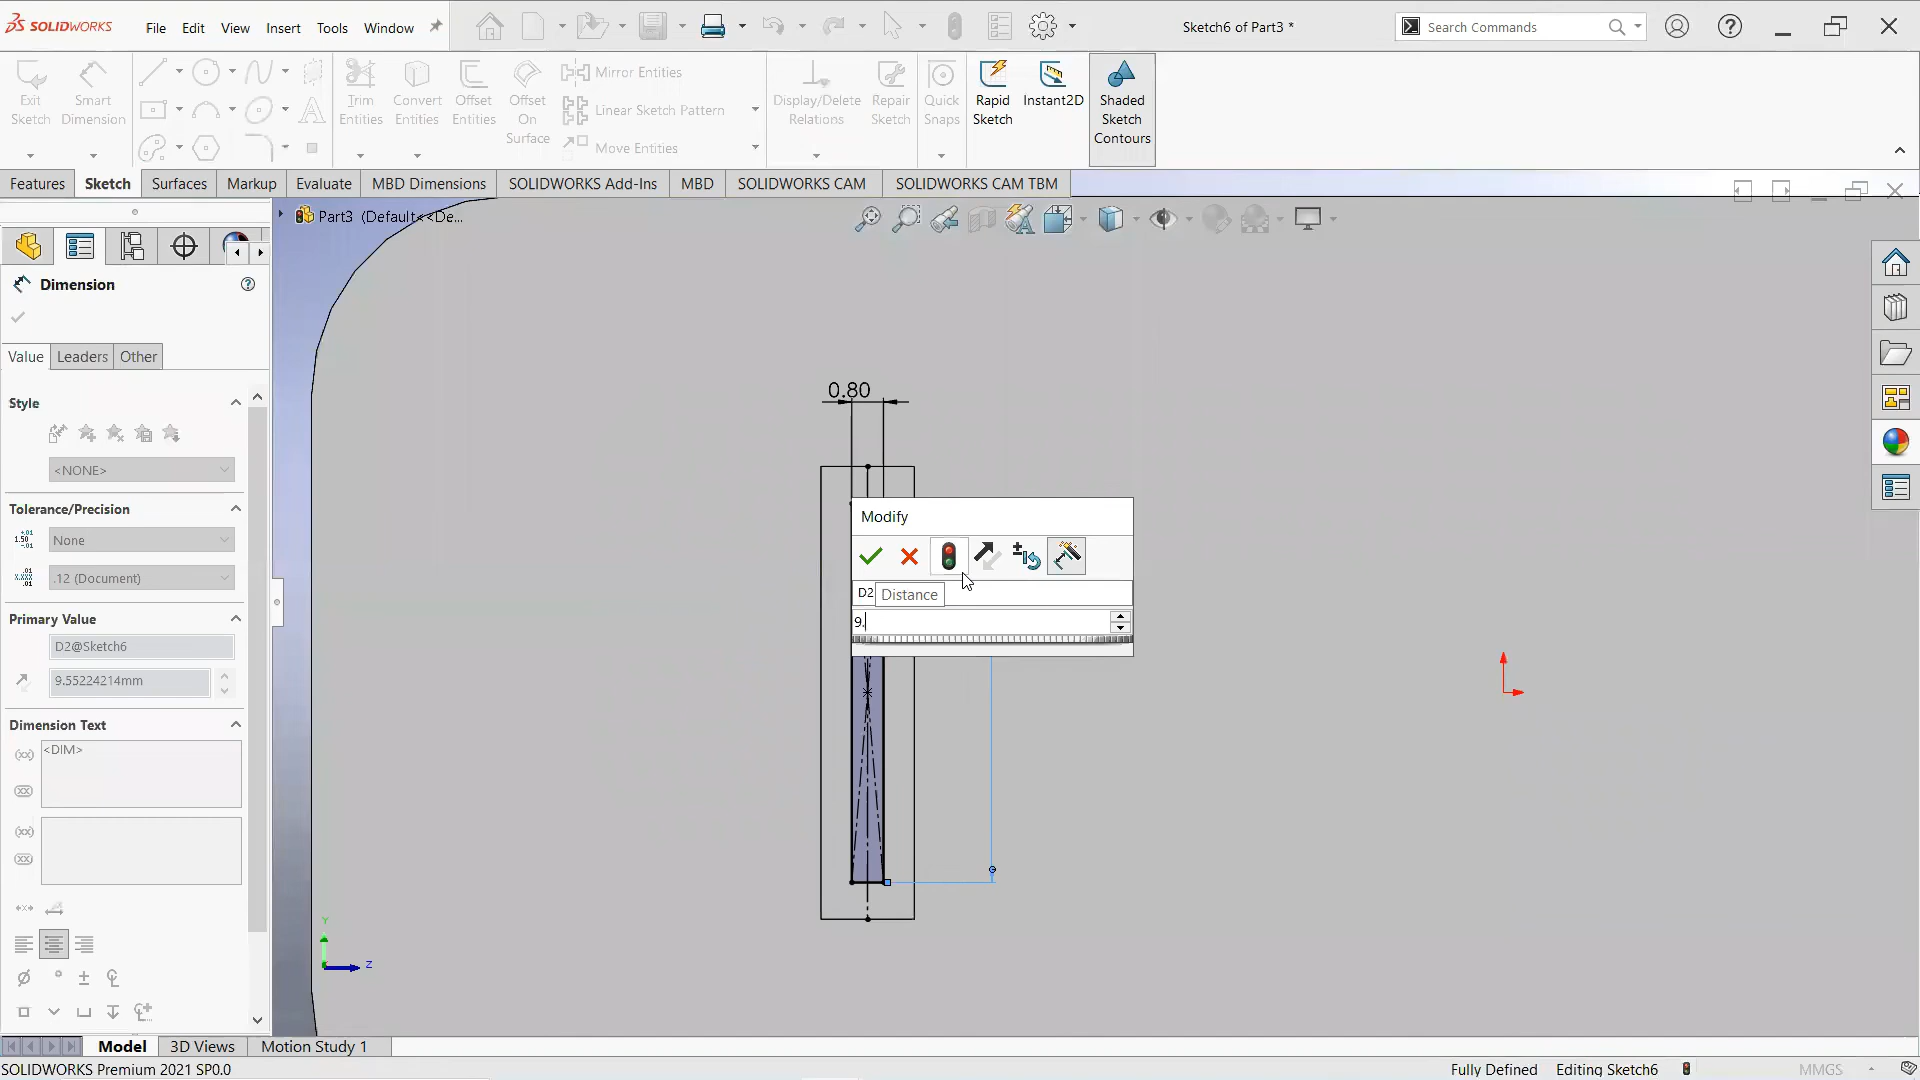 SOLIDWORKS
File Edit View Insert Tools Window
Sketch6 of Part3 *
Search Commands
Exit Sketch
Smart Dimension
Trim Entities
Convert Entities
Offset Entities
Offset On Surface
Mirror Entities
Linear Sketch Pattern
Move Entities
Display/Delete Relations
Repair Sketch
Quick Snaps
Rapid Sketch
Instant2D
Shaded Sketch Contours
Features Sketch Surfaces Markup Evaluate MBD Dimensions SOLIDWORKS Add-Ins MBD SOLIDWORKS CAM SOLIDWORKS CAM TBM
Part3 (Default<<De...
Dimension
Value Leaders Other
Style
<NONE>
Tolerance/Precision
None
.12 (Document)
Primary Value
D2@Sketch6
9.55224214mm
Dimension Text
<DIM>
0.80
Modify
D2
Distance
9.
Y
Z
Model 3D Views Motion Study 1
SOLIDWORKS Premium 2021 SP0.0
Fully Defined Editing Sketch6 MMGS